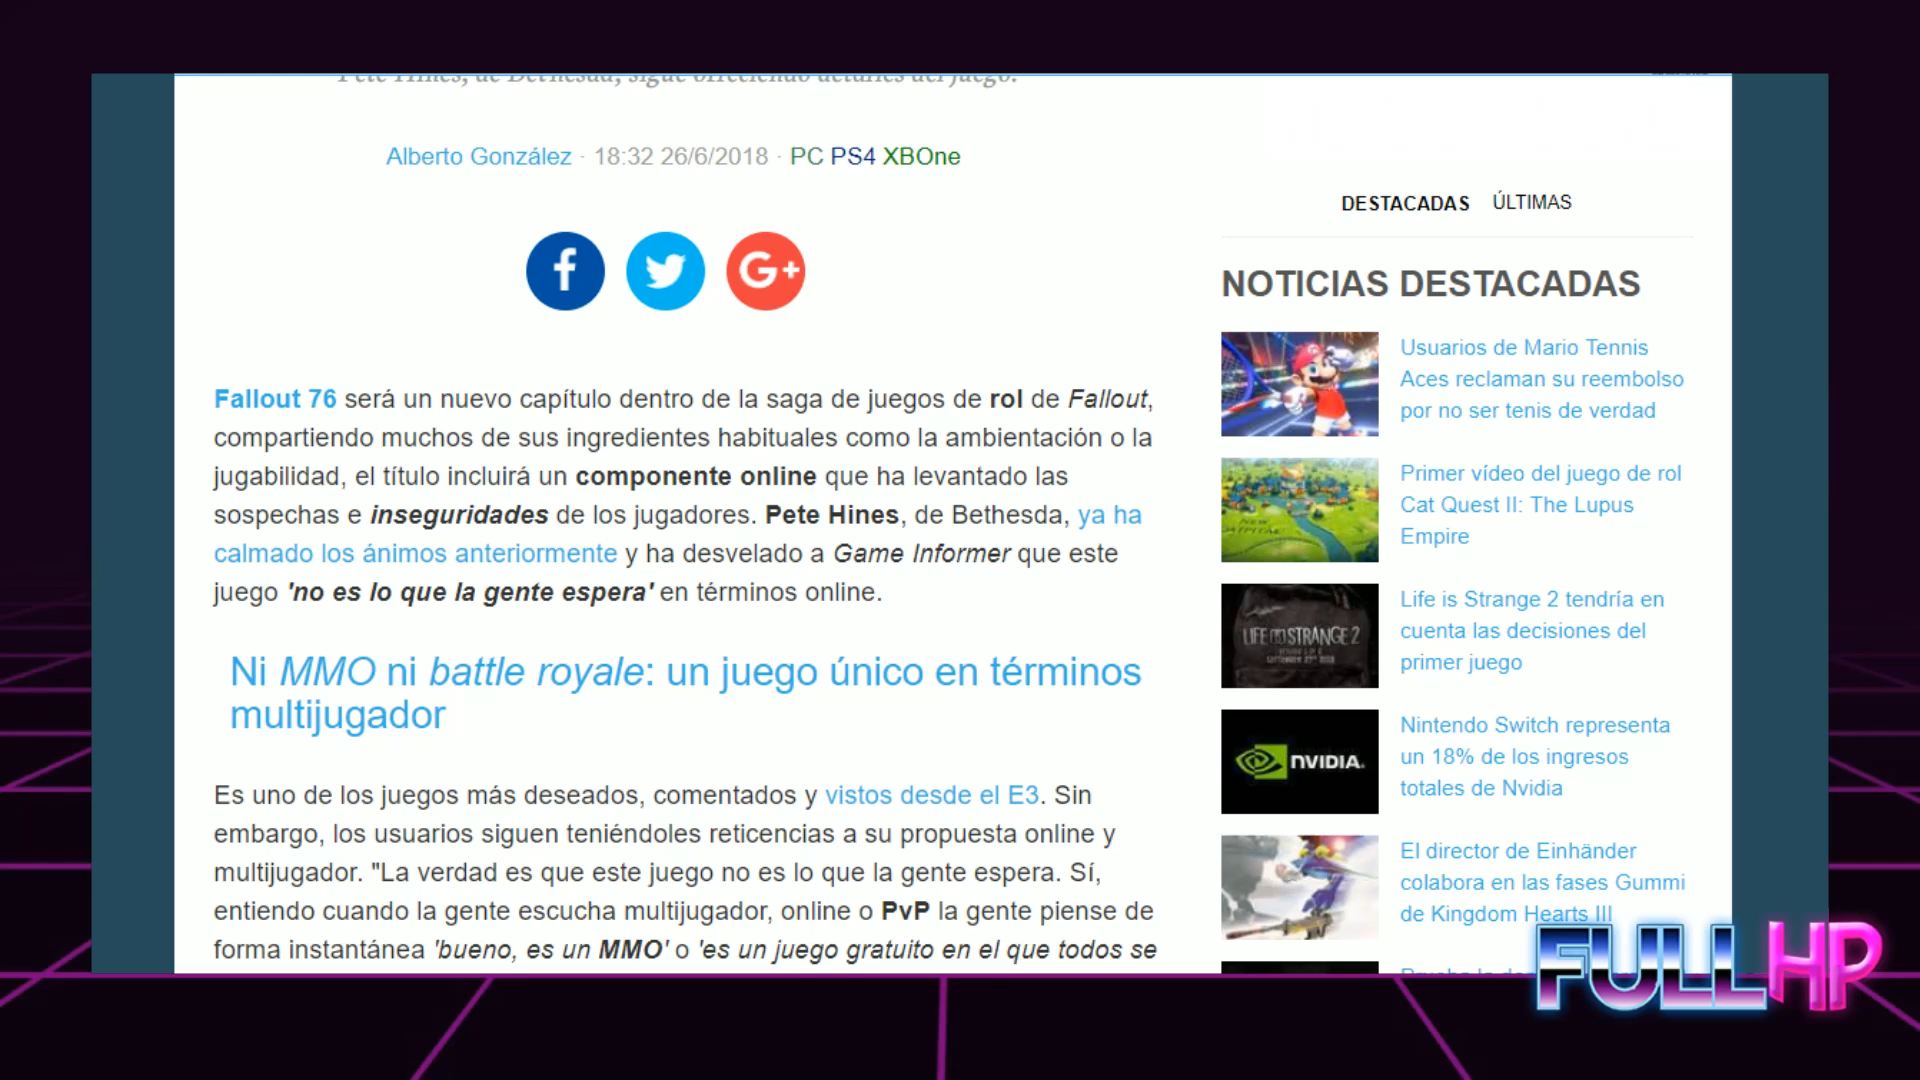 Pete Hines, de Bethesda, sigue ofreciendo detalles del juego.
Alberto González · 18:32 26/6/2018 · PC PS4 XBOne
f G+
Fallout 76 será un nuevo capítulo dentro de la saga de juegos de rol de Fallout,
compartiendo muchos de sus ingredientes habituales como la ambientación o la
jugabilidad, el título incluirá un componente online que ha levantado las
sospechas e inseguridades de los jugadores. Pete Hines, de Bethesda, ya ha
calmado los ánimos anteriormente y ha desvelado a Game Informer que este
juego 'no es lo que la gente espera' en términos online.
Ni MMO ni battle royale: un juego único en términos
multijugador
Es uno de los juegos más deseados, comentados y vistos desde el E3. Sin
embargo, los usuarios siguen teniéndoles reticencias a su propuesta online y
multijugador. "La verdad es que este juego no es lo que la gente espera. Sí,
entiendo cuando la gente escucha multijugador, online o PvP la gente piense de
forma instantánea 'bueno, es un MMO' o 'es un juego gratuito en el que todos se
DESTACADAS ÚLTIMAS
NOTICIAS DESTACADAS
Usuarios de Mario Tennis
Aces reclaman su reembolso
por no ser tenis de verdad
Primer vídeo del juego de rol
Cat Quest II: The Lupus
Empire
LIFE IS STRANGE 2
Life is Strange 2 tendría en
cuenta las decisiones del
primer juego
NVIDIA.
Nintendo Switch representa
un 18% de los ingresos
totales de Nvidia
El director de Einhänder
colabora en las fases Gummi
de Kingdom Hearts III
FULL HP